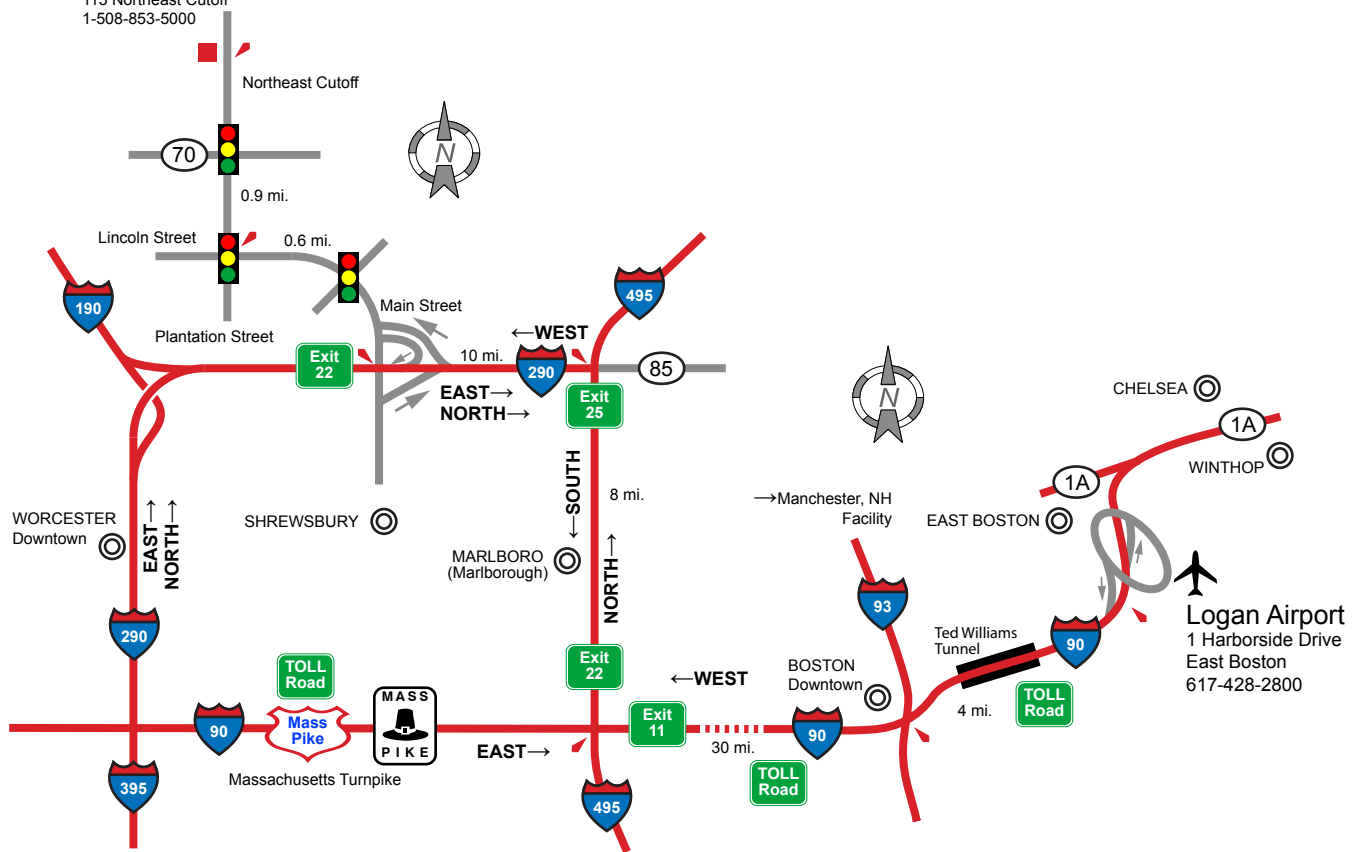 115 Northeast Cutoff
1-508-853-5000
Northeast Cutoff
70
0.9 mi.
Lincoln Street
0.6 mi.
N
190
Plantation Street
Main Street
←WEST
495
Exit
22
10 mi.
290
85
EAST→
NORTH→
Exit
25
N
CHELSEA
1A
WINTHOP
1A
EAST BOSTON
→Manchester, NH
Facility
←SOUTH
8 mi.
NORTH→
WORCESTER
Downtown
EAST→
NORTH→
SHREWSBURY
MARLBORO
(Marlborough)
93
Logan Airport
1 Harborside Drive
East Boston
617-428-2800
290
Ted Williams
Tunnel
90
TOLL
Road
Exit
22
←WEST
BOSTON
Downtown
TOLL
Road
4 mi.
90
Mass
Pike
MASS
PIKE
Exit
11
30 mi.
90
EAST→
TOLL
Road
Massachusetts Turnpike
395
495